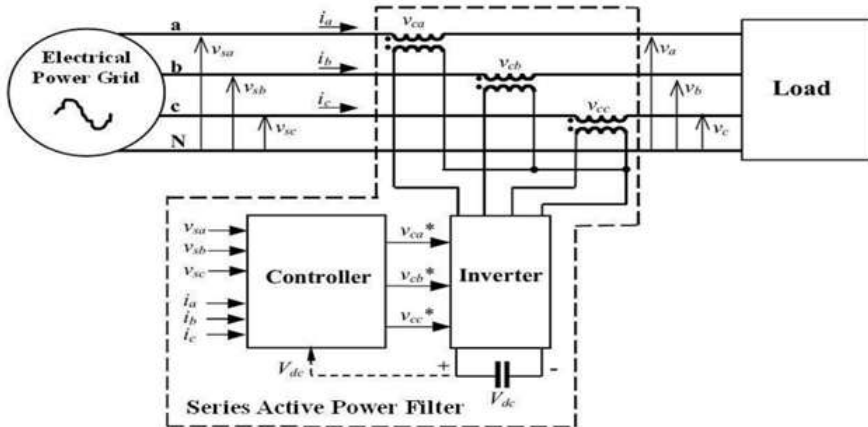 a
i_a
v_ca
v_sa
Electrical
Power Grid
b
i_b
v_cb
v_sb
c
i_c
v_cc
v_sc
N
v_a
v_b
v_c
Load
v_sa
v_sb
v_sc
i_a
i_b
i_c
Controller
v_ca*
v_cb*
v_cc*
Inverter
V_dc
+
-
V_dc
Series Active Power Filter